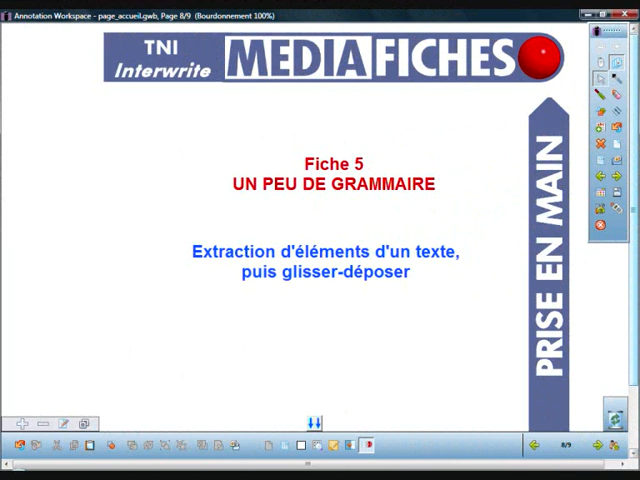 Annotation Workspace - page_accueil.gwb, Page 8/9 (Bourdonnement 100%)
TNI
Interwrite
MEDIAFICHES
Fiche 5
UN PEU DE GRAMMAIRE
Extraction d'éléments d'un texte,
puis glisser-déposer
PRISE EN MAIN
8/9